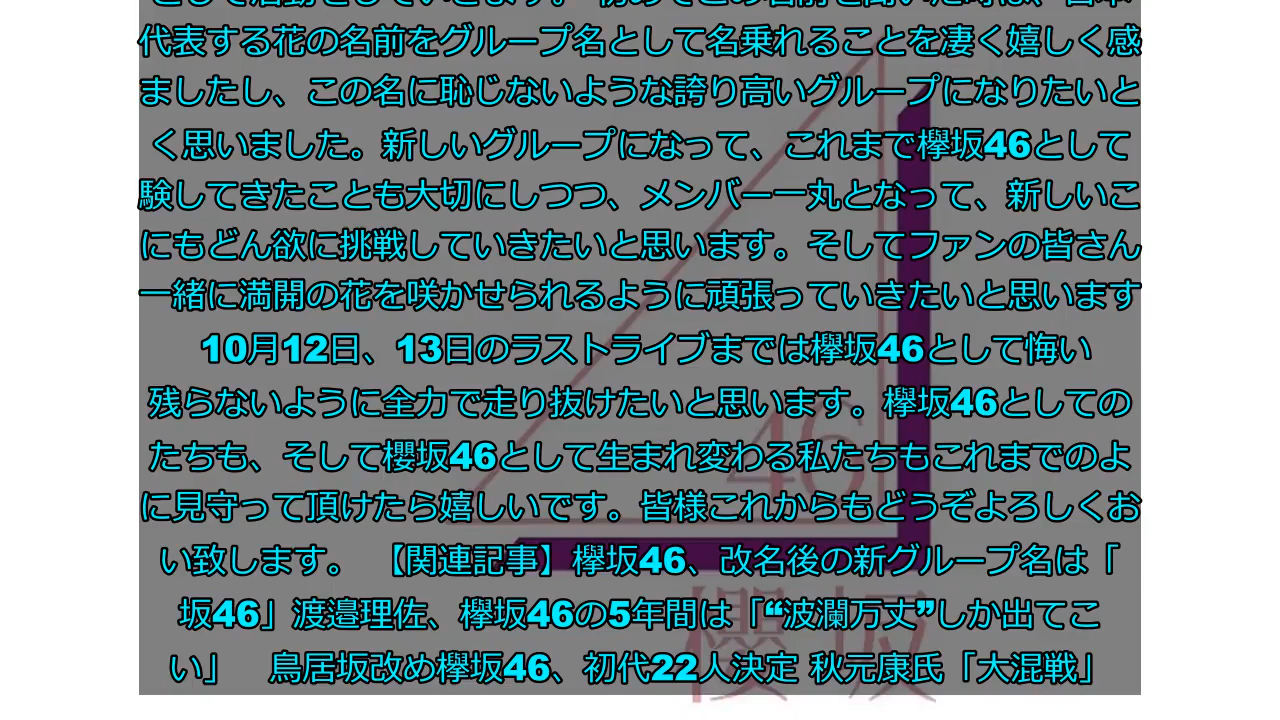 代表する花の名前をグループ名として名乗れることを凄く嬉しく感
ましたし、この名に恥じないような誇り高いグループになりたいと
く思いました。新しいグループになって、これまで欅坂46として
験してきたことも大切にしつつ、メンバー一丸となって、新しいこ
にもどん欲に挑戦していきたいと思います。そしてファンの皆さん
一緒に満開の花を咲かせられるように頑張っていきたいと思います
10月12日、13日のラストライブまでは欅坂46として悔い
残らないように全力で走り抜けたいと思います。欅坂46としての
たちも、そして櫻坂46として生まれ変わる私たちもこれまでのよ
に見守って頂けたら嬉しいです。皆様これからもどうぞよろしくお
い致します。 【関連記事】欅坂46、改名後の新グループ名は「
坂46」渡邉理佐、欅坂46の5年間は「“波瀾万丈”しか出てこ
い」 鳥居坂改め欅坂46、初代22人決定 秋元康氏「大混戦」
46
櫻坂